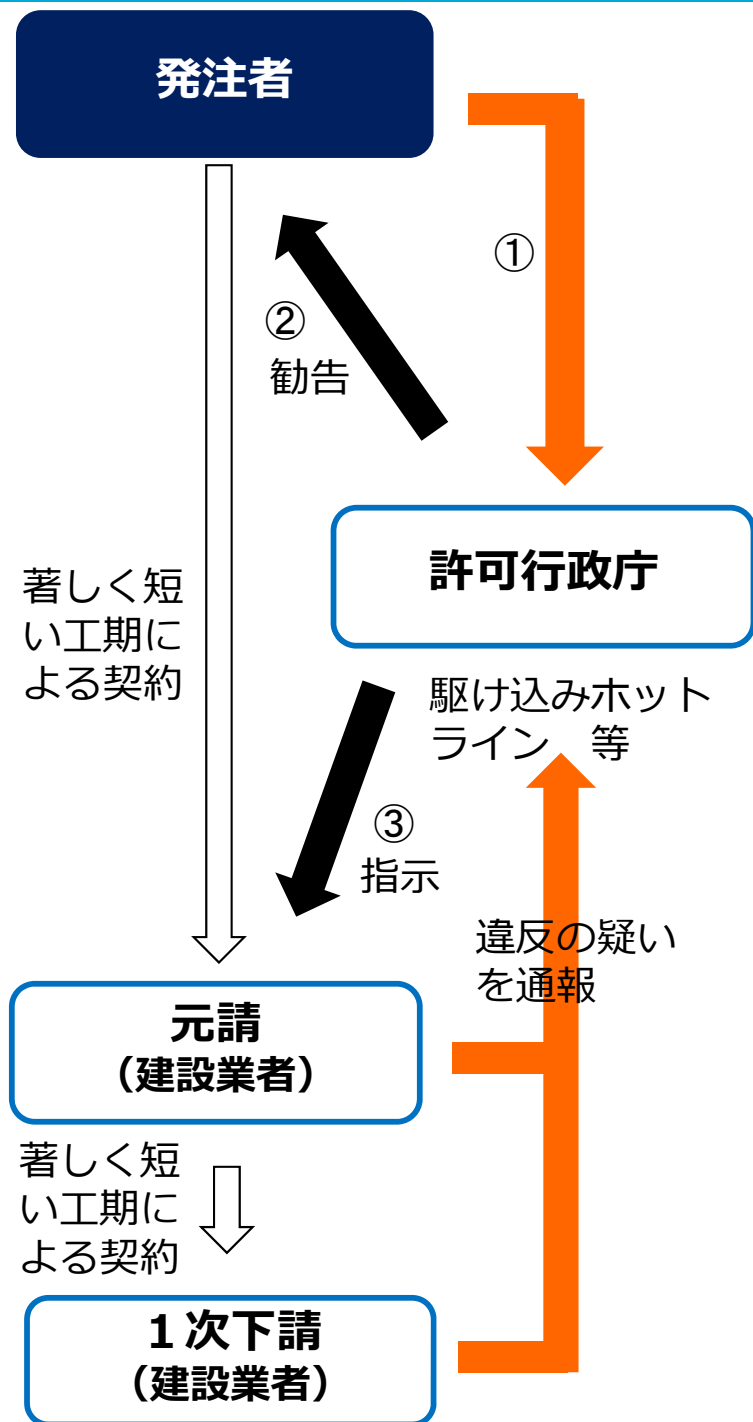 発注者
①
②
勧告
許可行政庁
著しく短
い工期に
よる契約
駆け込みホット
ライン　等
③
指示
違反の疑い
を通報
元請
（建設業者）
著しく短
い工期に
よる契約
１次下請
（建設業者）